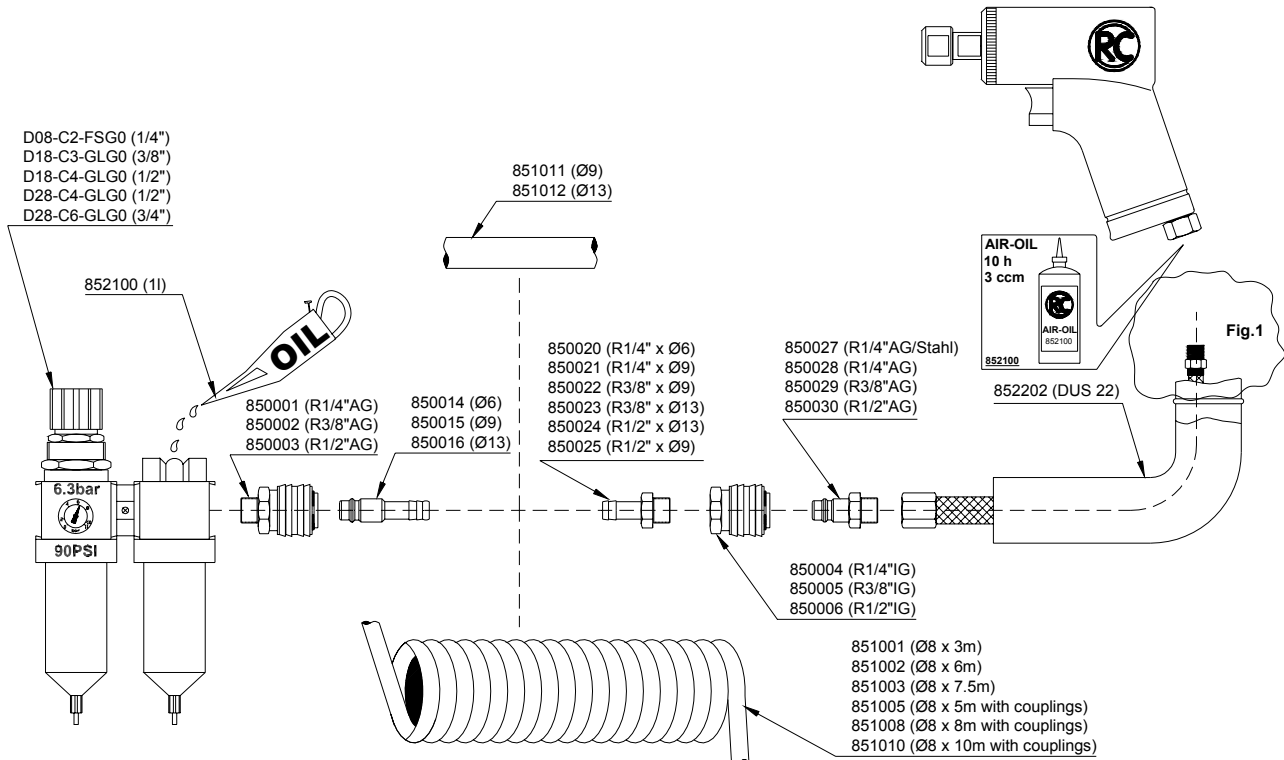 D08-C2-FSG0 (1/4")
D18-C3-GLG0 (3/8")
D18-C4-GLG0 (1/2")
D28-C4-GLG0 (1/2")
D28-C6-GLG0 (3/4")
852100 (1l)
OIL
6.3bar
90PSI
850001 (R1/4"AG)
850002 (R3/8"AG)
850003 (R1/2"AG)
850014 (Ø6)
850015 (Ø9)
850016 (Ø13)
851011 (Ø9)
851012 (Ø13)
850020 (R1/4" x Ø6)
850021 (R1/4" x Ø9)
850022 (R3/8" x Ø9)
850023 (R3/8" x Ø13)
850024 (R1/2" x Ø13)
850025 (R1/2" x Ø9)
850027 (R1/4"AG/Stahl)
850028 (R1/4"AG)
850029 (R3/8"AG)
850030 (R1/2"AG)
850004 (R1/4"IG)
850005 (R3/8"IG)
850006 (R1/2"IG)
851001 (Ø8 x 3m)
851002 (Ø8 x 6m)
851003 (Ø8 x 7.5m)
851005 (Ø8 x 5m with couplings)
851008 (Ø8 x 8m with couplings)
851010 (Ø8 x 10m with couplings)
RC
AIR-OIL
10 h
3 ccm
RC
AIR-OIL
852100
852100
Fig.1
852202 (DUS 22)